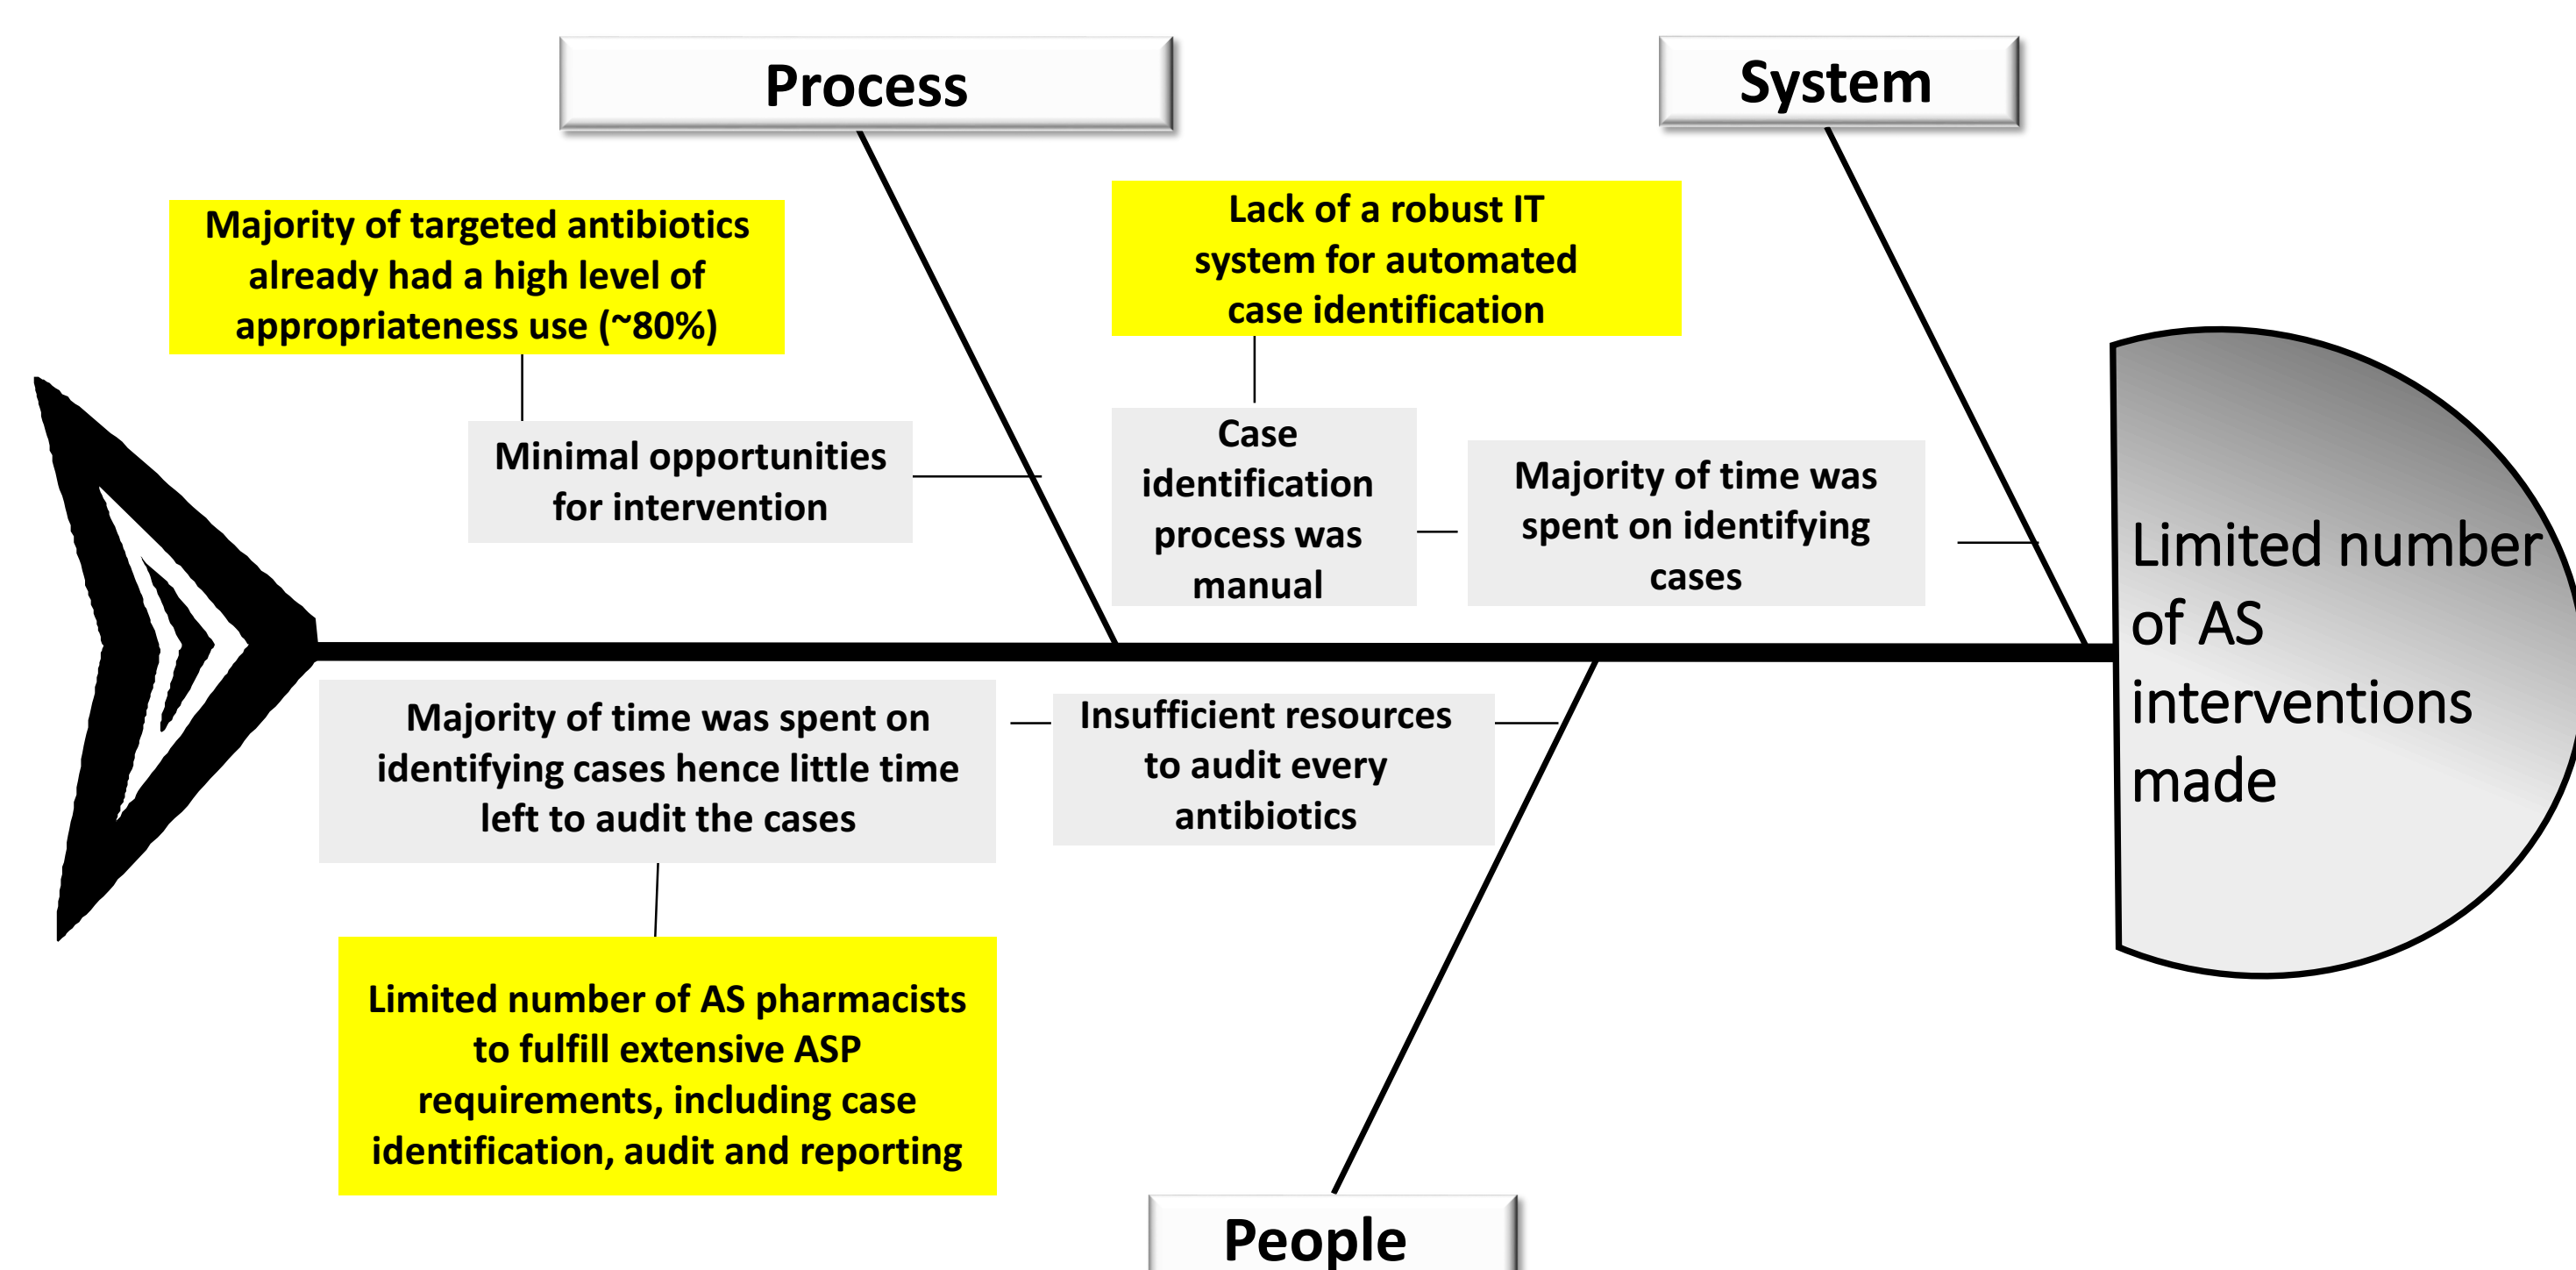 Process
System
Majority of targeted antibiotics
already had a high level of
appropriateness use (~80%)
Lack of a robust IT
system for automated
case identification
Minimal opportunities
for intervention
Case
identification
process was
manual
Majority of time was
spent on identifying
cases
Limited number
of AS
interventions
made
Majority of time was spent on
identifying cases hence little time
left to audit the cases
Insufficient resources
to audit every
antibiotics
Limited number of AS pharmacists
to fulfill extensive ASP
requirements, including case
identification, audit and reporting
People